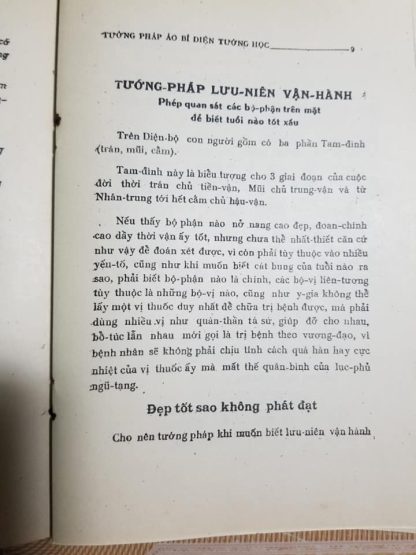 TƯỚNG PHÁP ÁO BÍ DIỆN TƯỚNG HỌC 9
TƯỚNG-PHÁP LƯU-NIÊN VẬN-HÀNH
Phép quan sát các bộ-phận trên mặt
để biết tuổi nào tốt xấu
Trên Diện-bộ con người gồm có ba phần Tam-đình
(trán, mũi, cằm).
Tam-đình này là biểu tượng cho 3 giai đoạn của cuộc
đời thời trán chủ tiền-vận, Mũi chủ trung-vận và từ
Nhân-trung tới hết cằm chủ hậu-vận.
Nếu thấy bộ phận nào nở nang cao đẹp, đoan-chính
cao dầy thời vận ấy tốt, nhưng chưa thể nhất-thiết căn cứ
như vậy để đoán xét được, vì còn phải tùy thuộc vào nhiều
yếu-tố, cũng như khi muốn biết cát hung của tuổi nào ra
sao, phải biết bộ-phận nào là chính, các bộ-vị liên-tương
tùy thuộc là những bộ-vị nào, cũng như y-gia không thể
lấy một vị thuốc duy nhất để chữa trị bệnh được, mà phải
dùng nhiều vị như quân-thần tá sứ, giúp đỡ cho nhau,
bồ-túc lẫn nhau mới gọi là trị bệnh theo vương-đạo, vì
bệnh nhân sẽ không phải chịu tính cách quá hàn hay cực
nhiệt của vị thuốc ấy mà mất thế quân-bình của lục-phủ
ngũ-tạng.
Đẹp tốt sao không phát đạt
Cho nên tướng pháp khi muốn biết lưu-niên vận hành